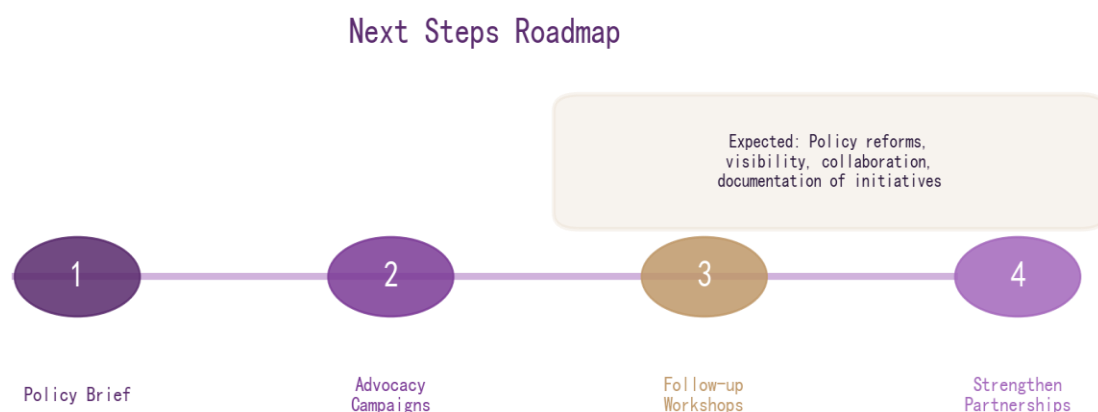 Next Steps Roadmap
Expected: Policy reforms,
visibility, collaboration,
documentation of initiatives
1
2
3
4
Policy Brief
Advocacy
Campaigns
Follow-up
Workshops
Strengthen
Partnerships